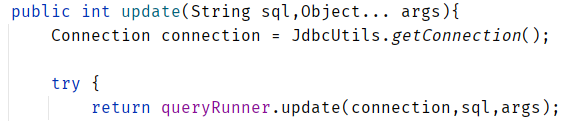 public int update(String sql,Object... args){
    Connection connection = JdbcUtils.getConnection();
    try {
        return queryRunner.update(connection,sql,args);